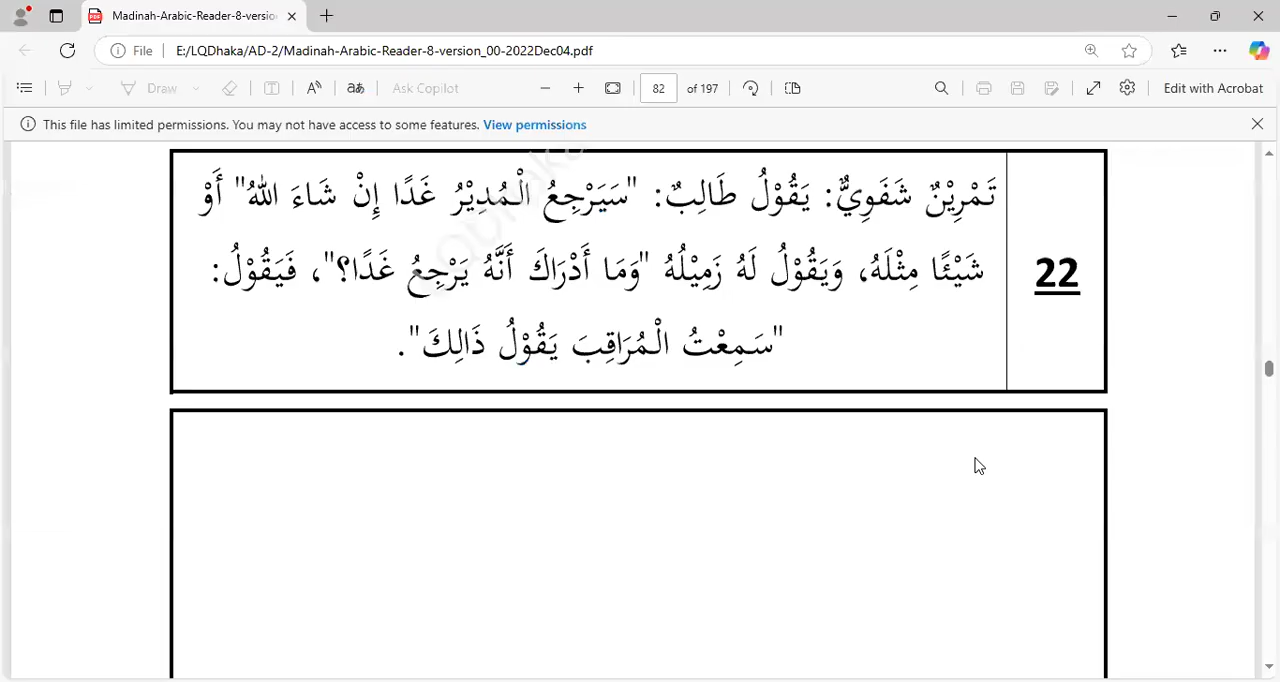 Madinah-Arabic-Reader-8-versio
File
E:/LQDhaka/AD-2/Madinah-Arabic-Reader-8-version_00-2022Dec04.pdf
Draw
Ask Copilot
82 of 197
Edit with Acrobat
This file has limited permissions. You may not have access to some features. View permissions
تَمْرِيْنٌ شَفَوِيٌّ: يَقُوْلُ طَالِبٌ: "سَيَرْجِعُ الْمُدِيْرُ غَدًا إِنْ شَاءَ اللهُ" أَوْ
شَيْئًا مِثْلَهُ، وَيَقُوْلُ لَهُ زَمِيْلُهُ "وَمَا أَدْرَاكَ أَنَّهُ يَرْجِعُ غَدًا؟"، فَيَقُوْلُ:
22
"سَمِعْتُ الْمُرَاقِبَ يَقُوْلُ ذَالِكَ".